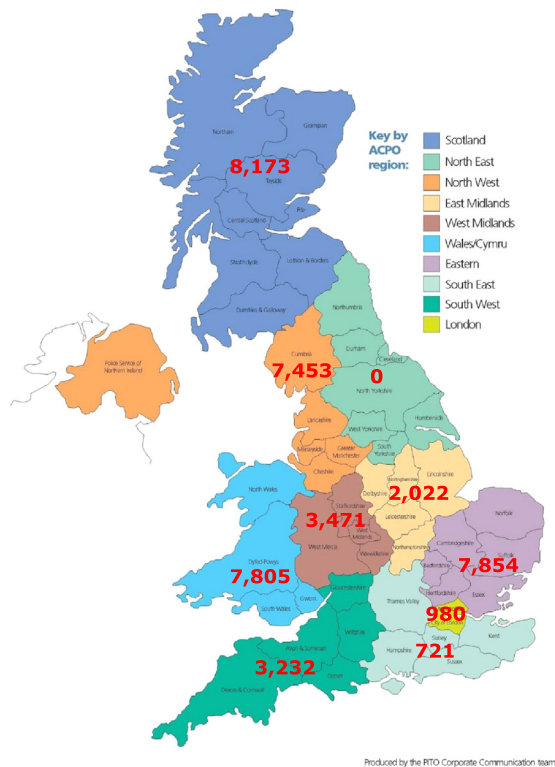 Northern
Grampian
8,173
Tayside
Fife
Central Scotland
Strathclyde
Lothian & Borders
Dumfries & Galloway
Key by
ACPO
region:
Scotland
North East
North West
East Midlands
West Midlands
Wales/Cymru
Eastern
South East
South West
London
Northumbria
Durham
Cleveland
Cumbria
7,453
0
North Yorkshire
Police Service of
Northern Ireland
Lancashire
West Yorkshire
Humberside
Merseyside
Greater
Manchester
South
Yorkshire
Cheshire
Nottinghamshire
Lincolnshire
Derbyshire
2,022
North Wales
Staffordshire
3,471
West
Midlands
Leicestershire
West Mercia
Warwickshire
Northamptonshire
Norfolk
Cambridgeshire
Suffolk
7,854
Dyfed-Powys
7,805
Gwent
South Wales
Gloucestershire
Bedfordshire
Hertfordshire
Essex
Thames Valley
980
City of London
Wiltshire
Avon & Somerset
3,232
Hampshire
Surrey
721
Sussex
Kent
Dorset
Devon & Cornwall
Produced by the PITO Corporate Communication team